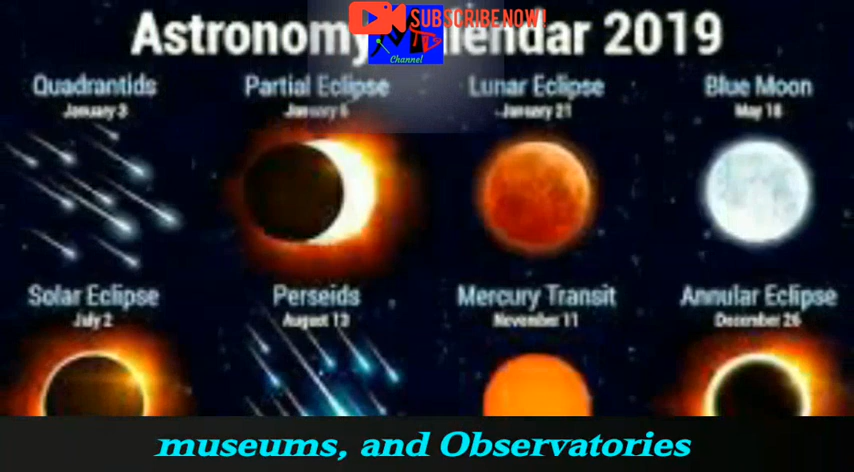 SUBSCRIBE NOW!
Astronomy Calendar 2019
Channel
Quadrantids
January 3
Partial Eclipse
January 6
Lunar Eclipse
January 21
Blue Moon
May 18
Solar Eclipse
July 2
Perseids
August 13
Mercury Transit
November 11
Annular Eclipse
December 26
museums, and Observatories